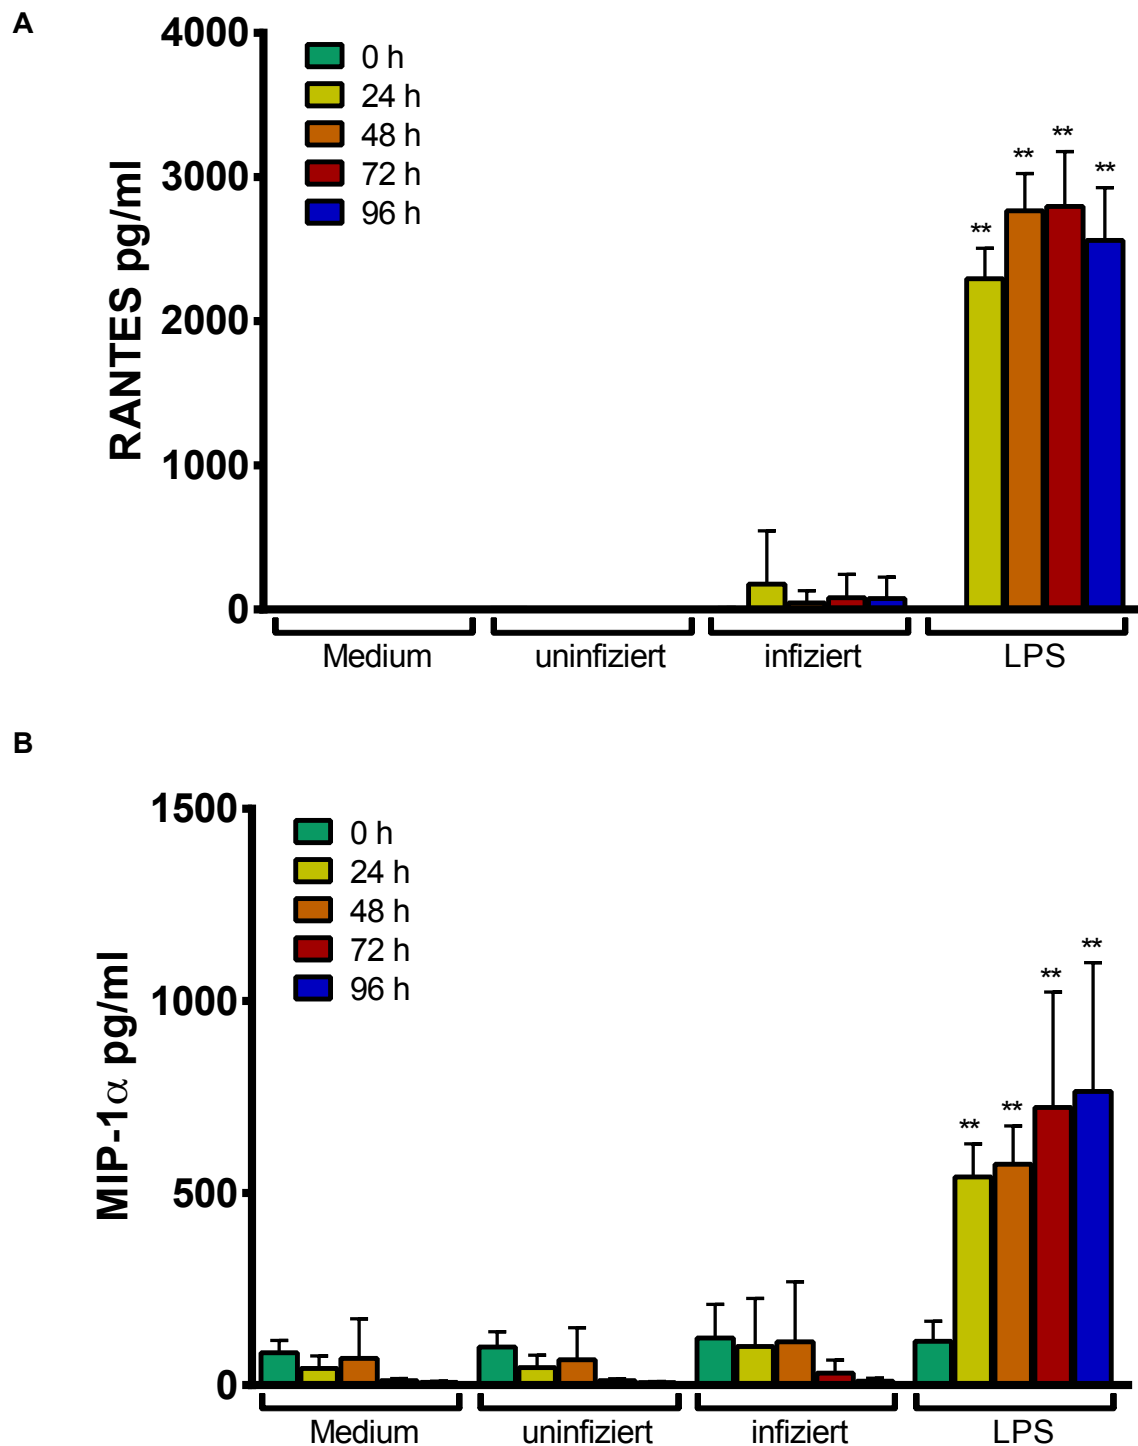 A
RANTES pg/ml
4000
3000
2000
1000
0
0 h
24 h
48 h
72 h
96 h
**
**
**
**
Medium
uninfiziert
infiziert
LPS
B
MIP-1α pg/ml
1500
1000
500
0
0 h
24 h
48 h
72 h
96 h
**
**
**
**
Medium
uninfiziert
infiziert
LPS